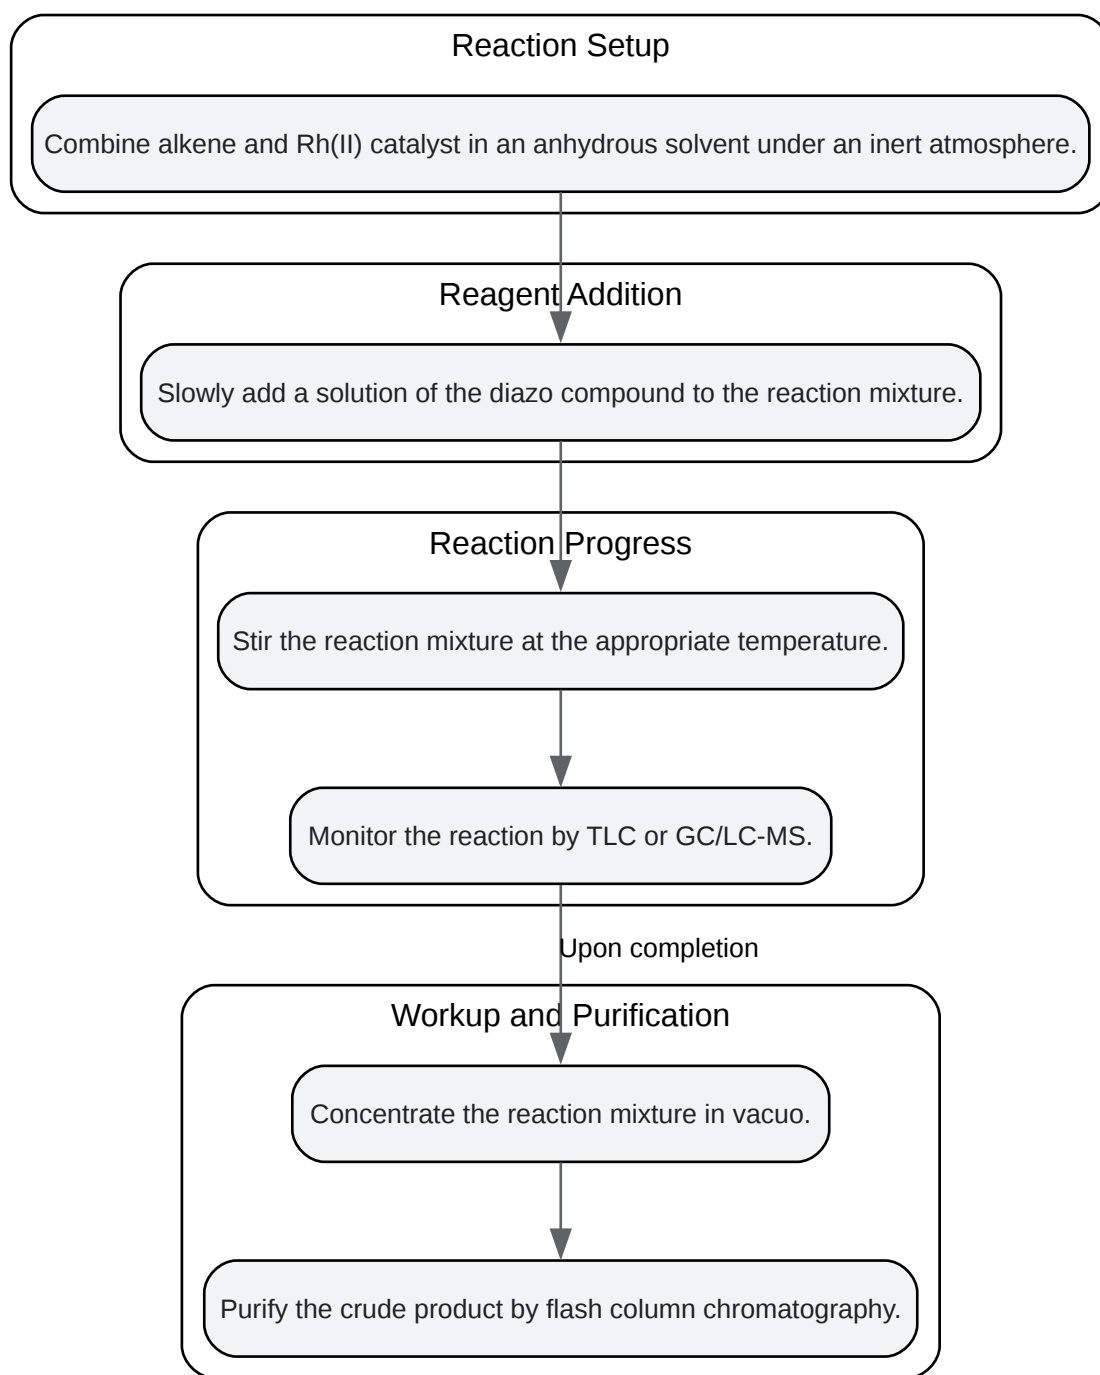 Reaction Setup
Combine alkene and Rh(II) catalyst in an anhydrous solvent under an inert atmosphere.
Reagent Addition
Slowly add a solution of the diazo compound to the reaction mixture.
Reaction Progress
Stir the reaction mixture at the appropriate temperature.
Monitor the reaction by TLC or GC/LC-MS.
Upon completion
Workup and Purification
Concentrate the reaction mixture in vacuo.
Purify the crude product by flash column chromatography.